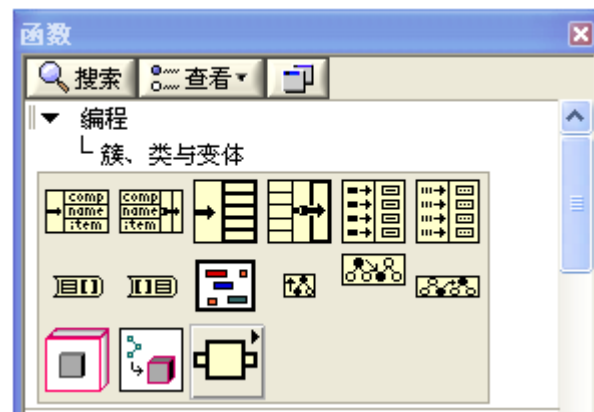 函数
搜索 查看
编程
簇、类与变体
comp name item comp name item